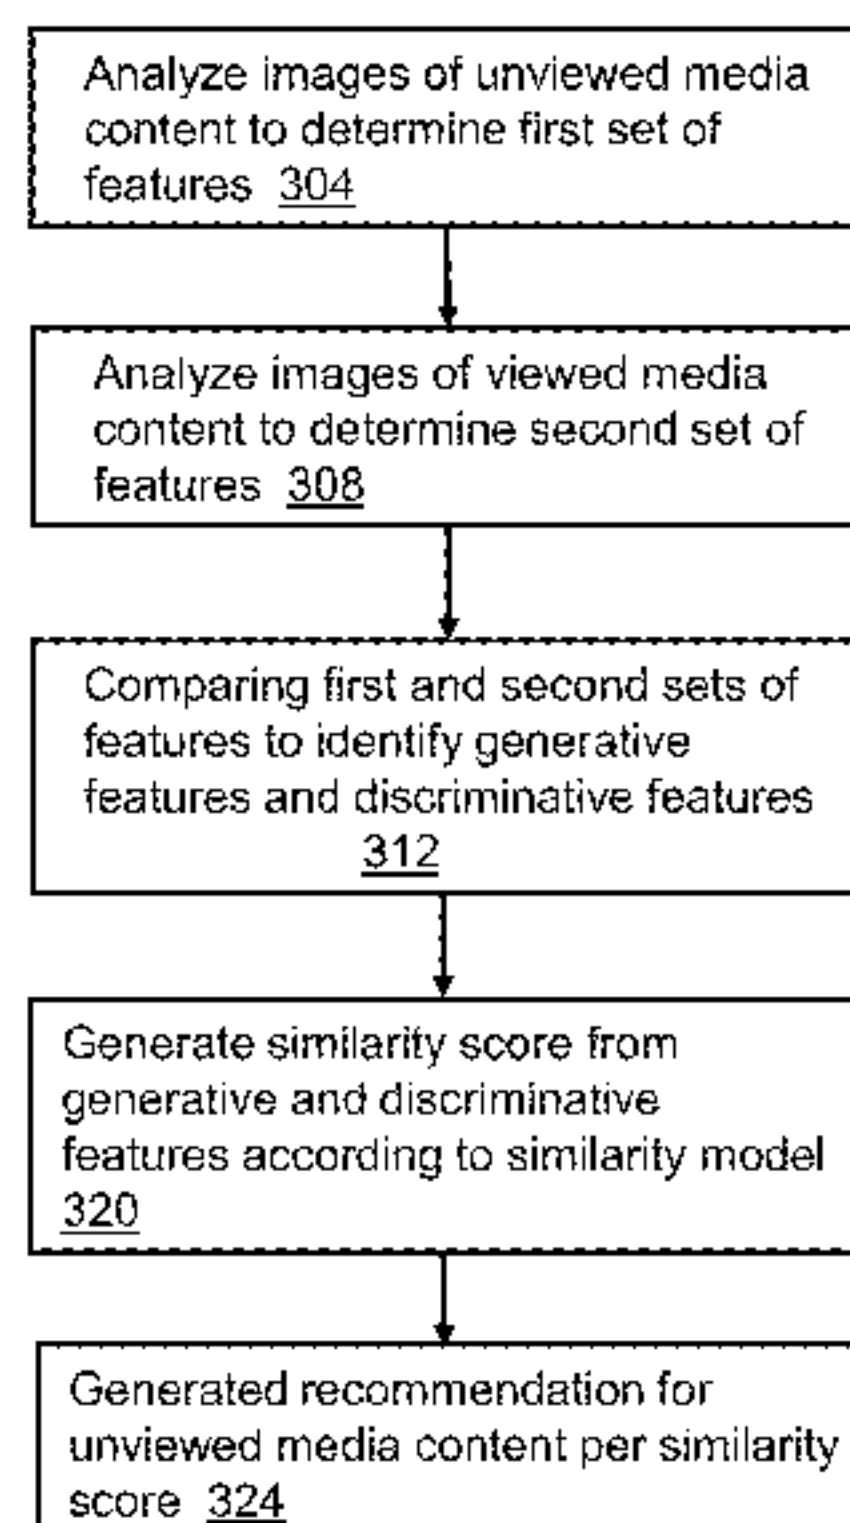 Analyze images of unviewed media
content to determine first set of
features 304
Analyze images of viewed media
content to determine second set of
features 308
Comparing first and second sets of
features to identify generative
features and discriminative features
312
Generate similarity score from
generative and discriminative
features according to similarity model
320
Generated recommendation for
unviewed media content per similarity
score 324